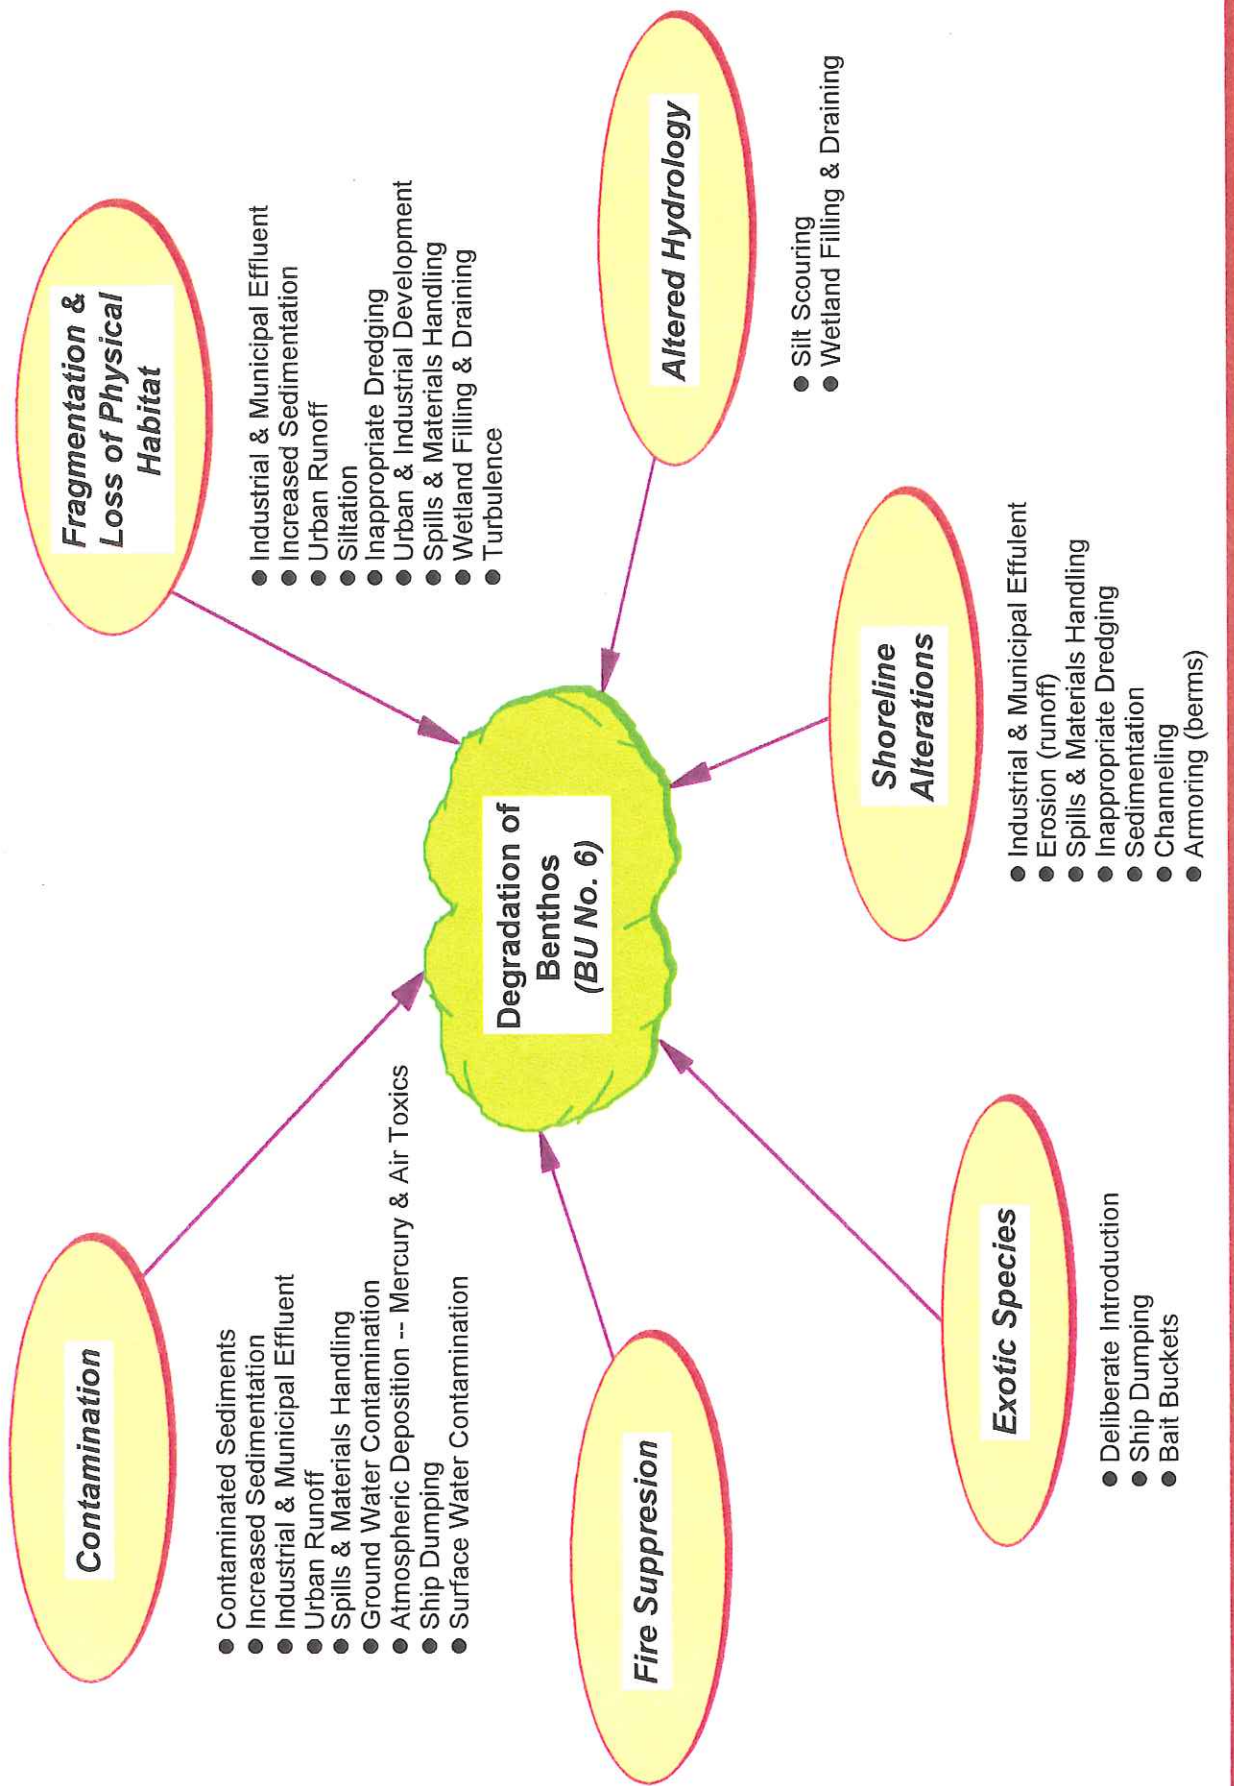 Contamination
● Contaminated Sediments
● Increased Sedimentation
● Industrial & Municipal Effluent
● Urban Runoff
● Spills & Materials Handling
● Ground Water Contamination
● Atmospheric Deposition -- Mercury & Air Toxics
● Ship Dumping
● Surface Water Contamination
Fragmentation &
Loss of Physical
Habitat
● Industrial & Municipal Effluent
● Increased Sedimentation
● Urban Runoff
● Siltation
● Inappropriate Dredging
● Urban & Industrial Development
● Spills & Materials Handling
● Wetland Filling & Draining
● Turbulence
Degradation of
Benthos
(BU No. 6)
Fire Suppresion
Altered Hydrology
● Silt Scouring
● Wetland Filling & Draining
Exotic Species
● Deliberate Introduction
● Ship Dumping
● Bait Buckets
Shoreline
Alterations
● Industrial & Municipal Effulent
● Erosion (runoff)
● Spills & Materials Handling
● Inappropriate Dredging
● Sedimentation
● Channeling
● Armoring (berms)